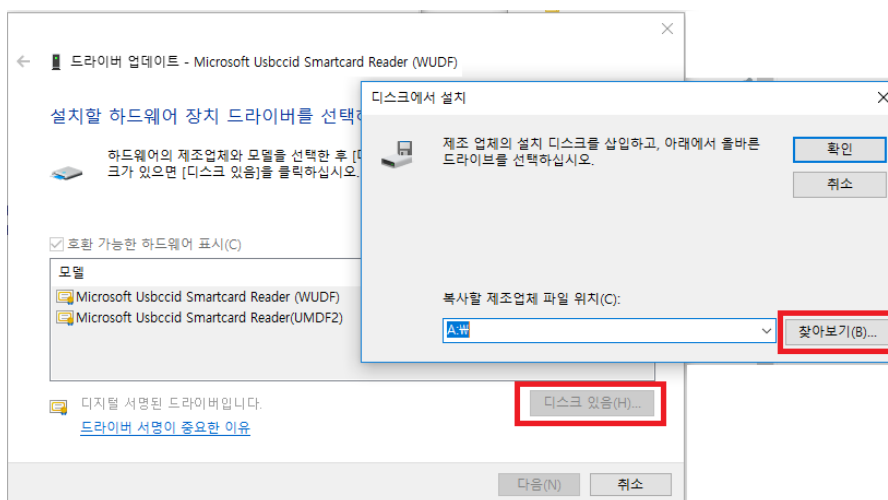 드라이버 업데이트 - Microsoft Usbccid Smartcard Reader (WUDF)
설치할 하드웨어 장치 드라이버를 선택
하드웨어의 제조업체와 모델을 선택한 후
크가 있으면 [디스크 있음]을 클릭하십시오.
호환 가능한 하드웨어 표시(C)
모델
Microsoft Usbccid Smartcard Reader (WUDF)
Microsoft Usbccid Smartcard Reader(UMDF2)
디지털 서명된 드라이버입니다.
드라이버 서명이 중요한 이유
디스크 있음(H)...
다음(N)
취소
디스크에서 설치
제조 업체의 설치 디스크를 삽입하고, 아래에서 올바른
드라이브를 선택하십시오.
확인
취소
복사할 제조업체 파일 위치(C):
A:₩
찾아보기(B)...